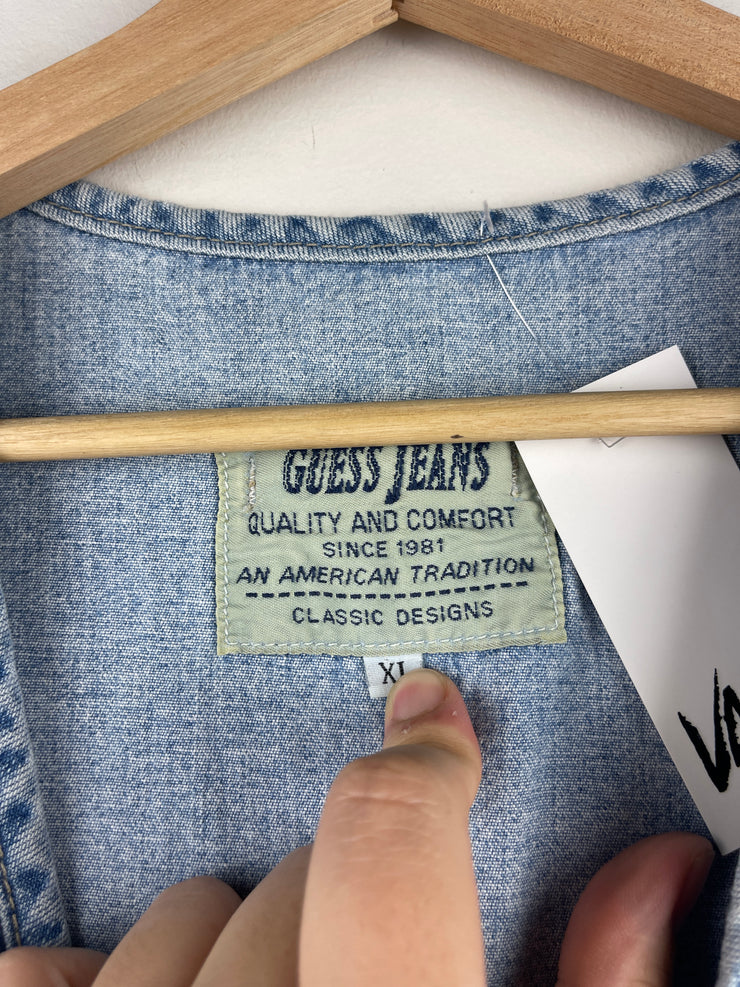 GUESS JEANS
QUALITY AND COMFORT
SINCE 1981
AN AMERICAN TRADITION
CLASSIC DESIGNS
XL